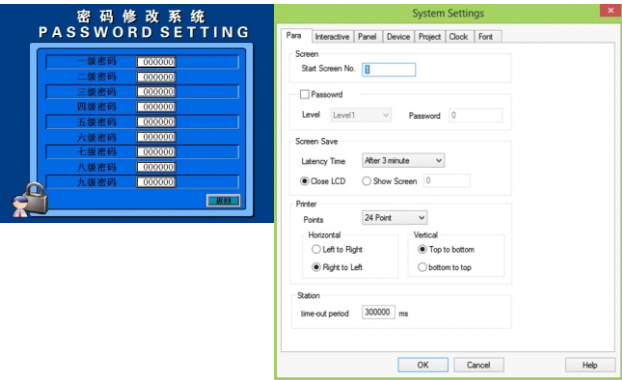 密码修改系统
PASSWORD SETTING
一级密码 000000
二级密码 000000
三级密码 000000
四级密码 000000
五级密码 000000
六级密码 000000
七级密码 000000
八级密码 000000
九级密码 000000
返回
System Settings
Para Interactive Panel Device Project Clock Font
Screen
Start Screen No. 1
Passowrd
Level Level1 Password 0
Screen Save
Latency Time After 3 minute
Close LCD Show Screen 0
Printer
Points 24 Point
Horizontal Vertical
Left to Right Top to bottom
Right to Left bottom to top
Station
time-out period 300000 ms
OK Cancel Help